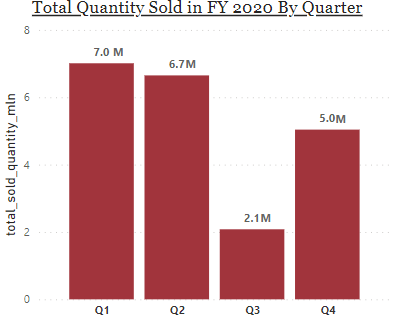 Total Quantity Sold in FY 2020 By Quarter
total_sold_quantity_mln
8
6
4
2
0
7.0 M
6.7M
2.1M
5.0M
Q1 Q2 Q3 Q4